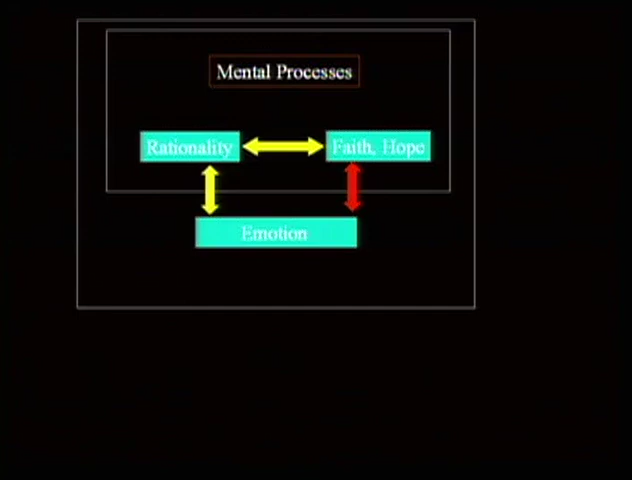 Mental Processes
Rationality
Faith, Hope
Emotion